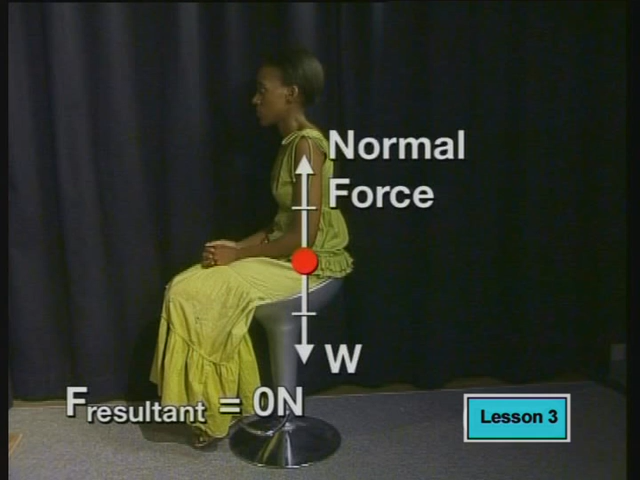 Normal
Force
W
Fresultant = 0N
Lesson 3